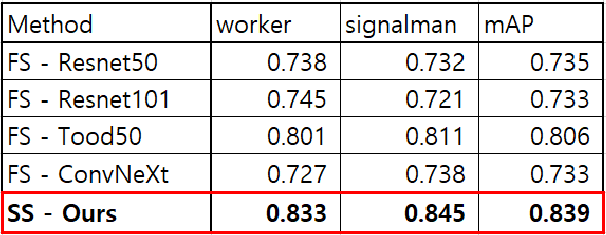 Method worker signalman mAP
FS - Resnet50 0.738 0.732 0.735
FS - Resnet101 0.745 0.721 0.733
FS - Tood50 0.801 0.811 0.806
FS - ConvNeXt 0.727 0.738 0.733
SS - Ours 0.833 0.845 0.839